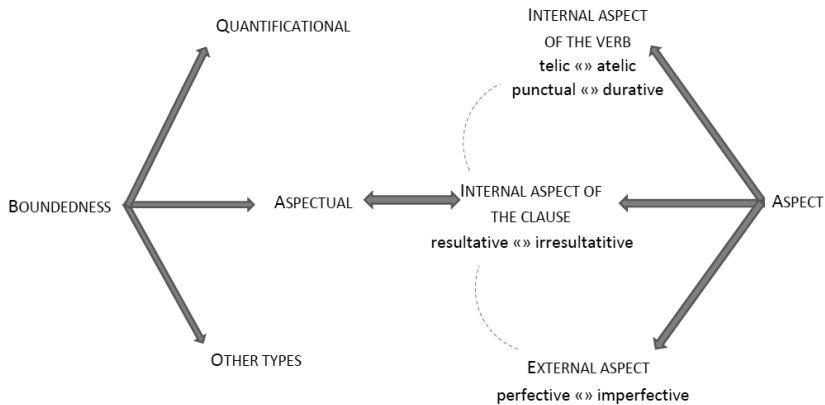 QUANTIFICATIONAL
INTERNAL ASPECT
OF THE VERB
telic «» atelic
punctual «» durative
BOUNDEDNESS
ASPECTUAL
INTERNAL ASPECT OF
THE CLAUSE
resultative «» irresultatitive
ASPECT
OTHER TYPES
EXTERNAL ASPECT
perfective «» imperfective